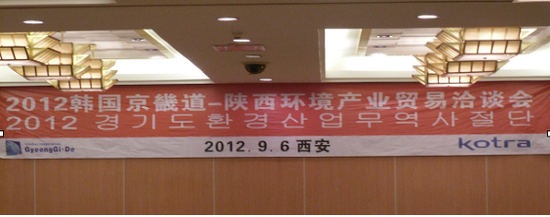 2012韩国京畿道-陕西环境产业贸易洽谈会
2012 경기도환경산업무역사절단
GyeongGi-Do
2012. 9. 6 西安
kotra